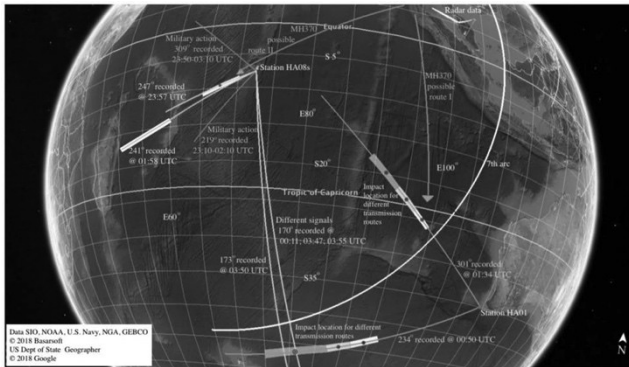 Radar data
Equator
MH370
possible
route II
Military action
309° recorded
23:50-03:10 UTC
S 5°
Station HA08s
MH370
possible
route I
247° recorded
@ 23:57 UTC
E80°
Military action
219° recorded
23:10-02:10 UTC
241° recorded
@ 01:58 UTC
S20°
E100°
7th arc
Tropic of Capricorn
Impact
location for
different
transmission
routes
E60°
Different signals
170° recorded @
00:11; 03:47, 03:55 UTC
173° recorded
@ 03:50 UTC
301° recorded
@ 01:34 UTC
S35°
Station HA01
Impact location for different
transmission routes
234° recorded @ 00:50 UTC
Data SIO, NOAA, U.S. Navy, NGA, GEBCO
© 2018 Basarsoft
US Dept of State Geographer
© 2018 Google
N